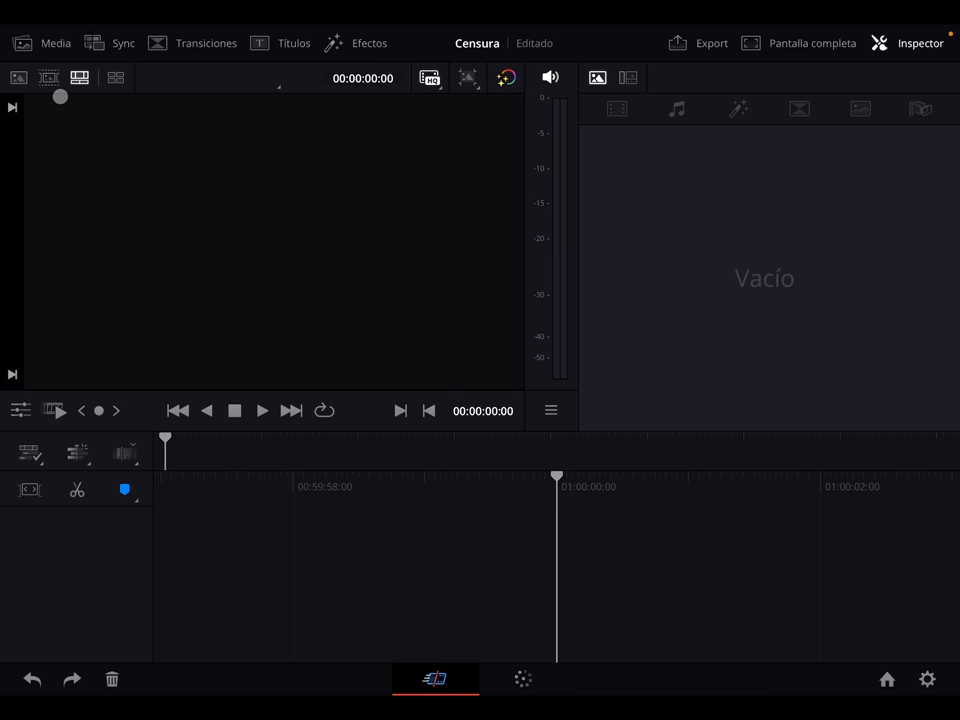 Media Sync Transiciones Títulos Efectos Censura Editado Export Pantalla completa Inspector
00:00:00:00 HQ
0
-5
-10
-15
-20
-30
-40
-50
Vacío
00:00:00:00
00:59:58:00 01:00:00:00 01:00:02:00